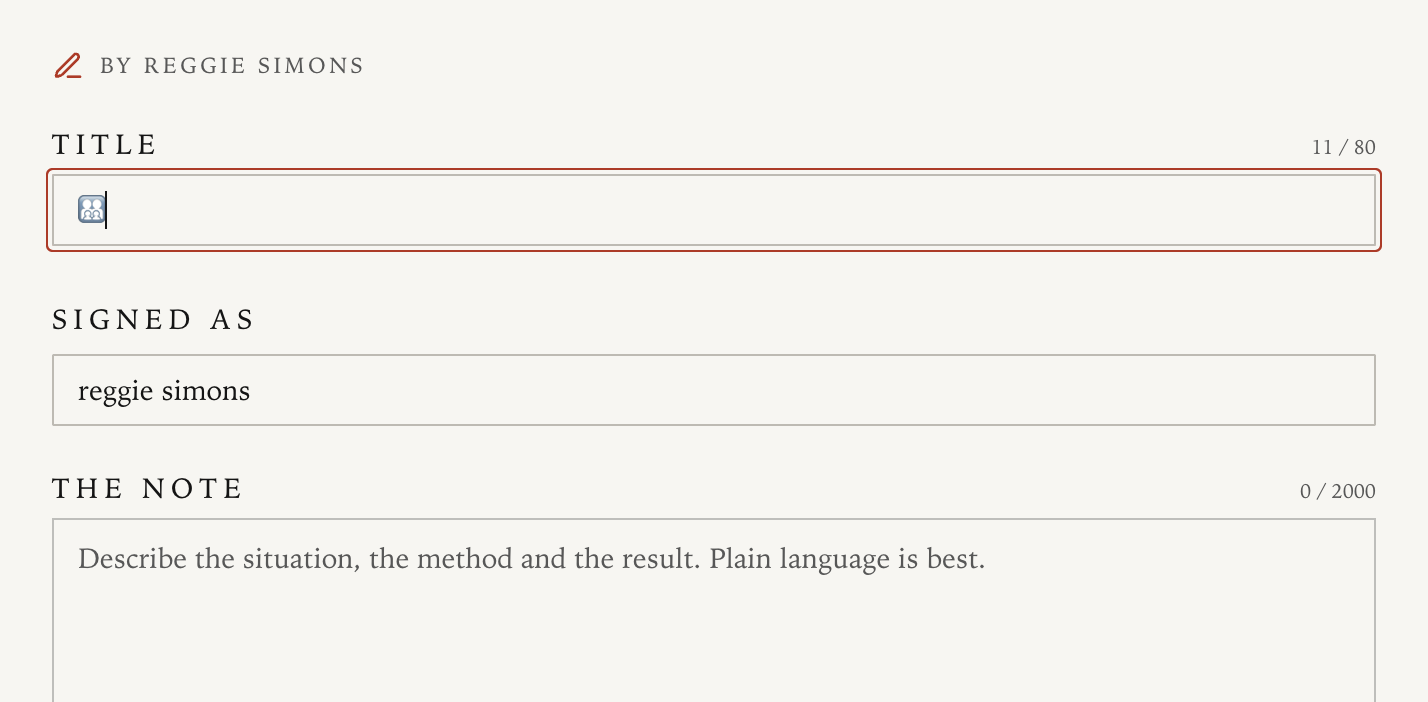 BY REGGIE SIMONS
TITLE
11 / 80
👨‍👩‍👧‍👦
SIGNED AS
reggie simons
THE NOTE
0 / 2000
Describe the situation, the method and the result. Plain language is best.